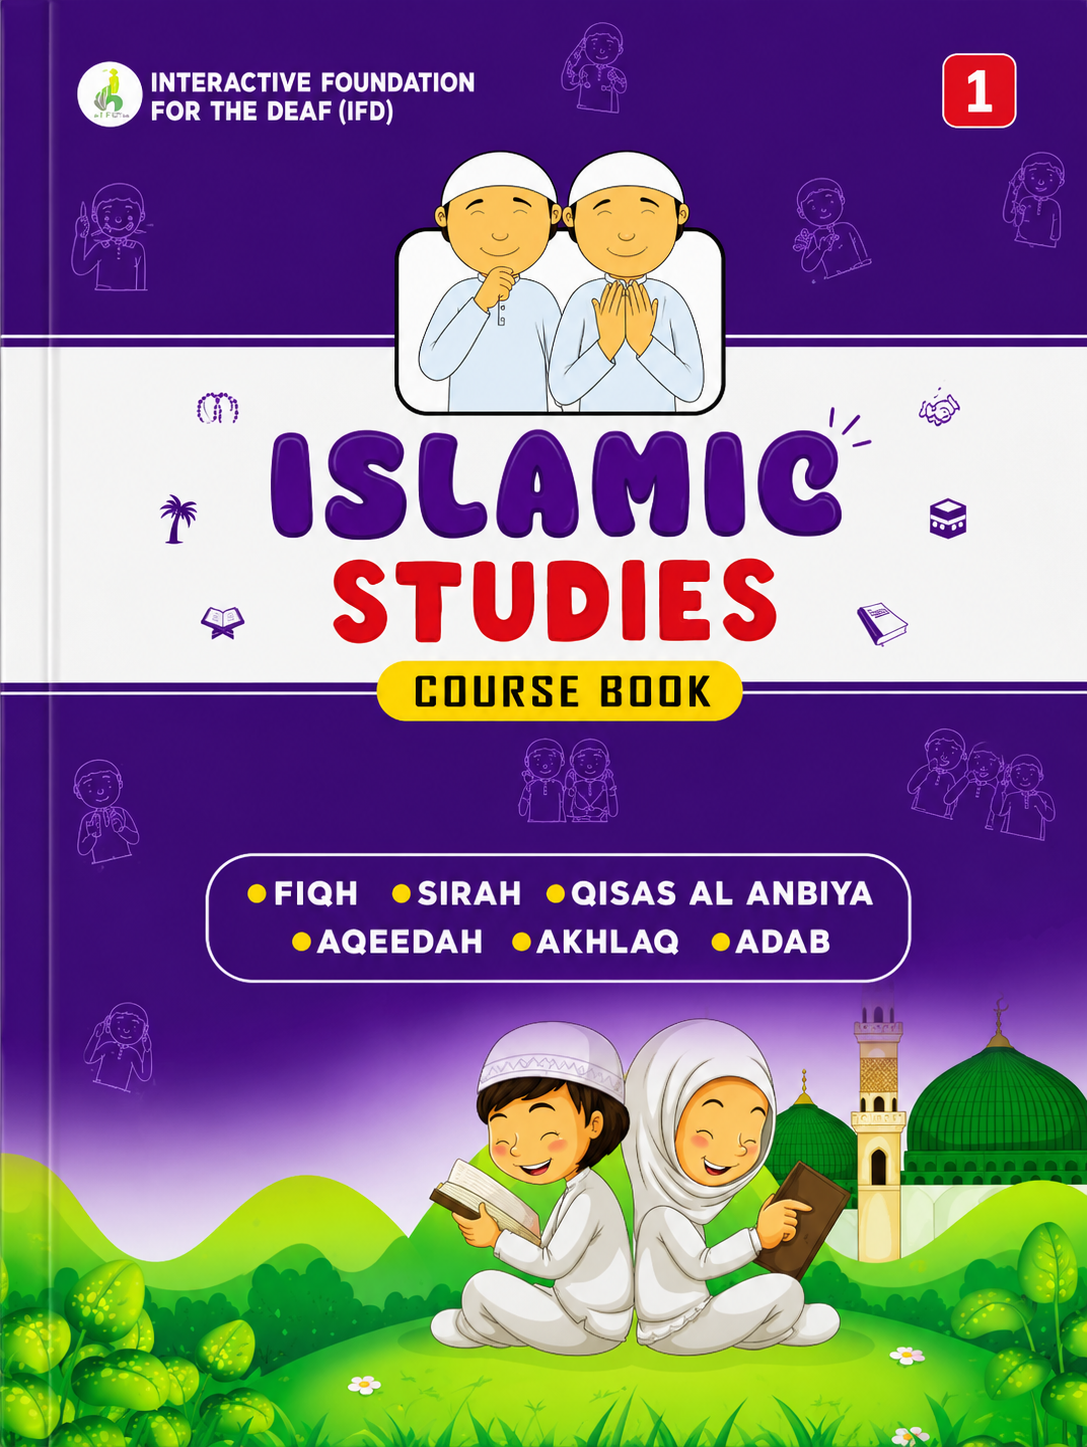 INTERACTIVE FOUNDATION
FOR THE DEAF (IFD)
1
ISLAMIC
STUDIES
COURSE BOOK
FIQH SIRAH QISAS AL ANBIYA
AQEEDAH AKHLAQ ADAB